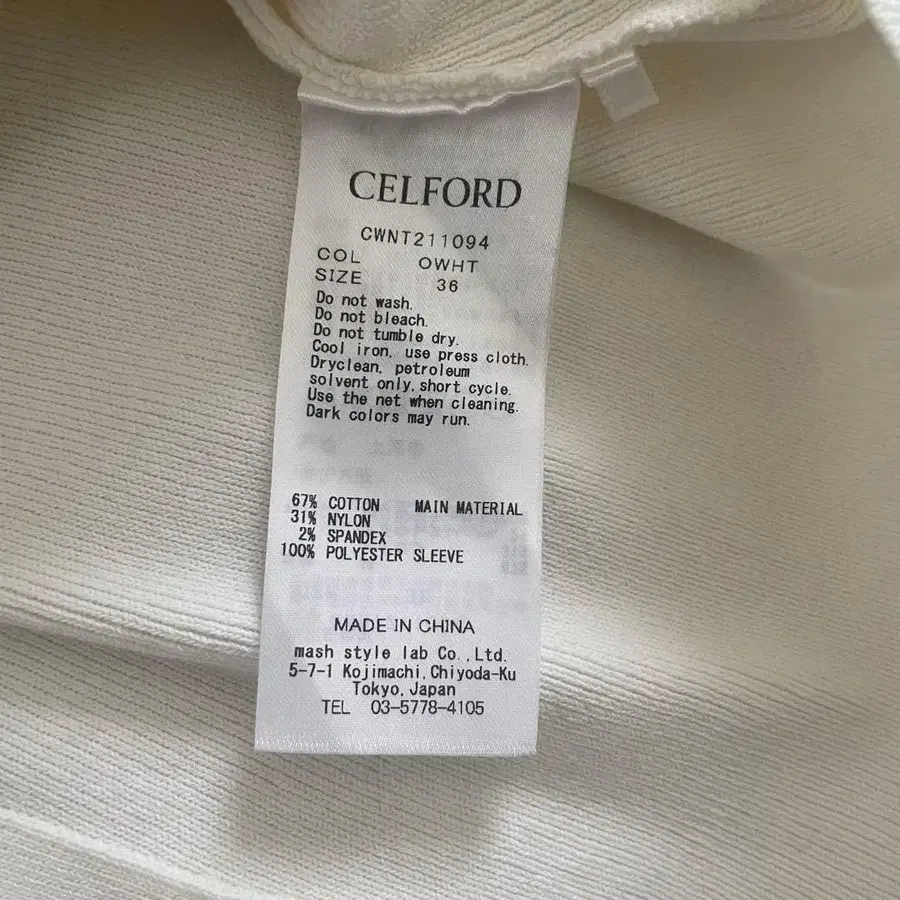 CELFORD
CWNT211094
COL OWHT
SIZE 36
Do not wash.
Do not bleach.
Do not tumble dry.
Cool iron, use press cloth.
Dryclean, petroleum
solvent only, short cycle.
Use the net when cleaning.
Dark colors may run.
67% COTTON MAIN MATERIAL
31% NYLON
2% SPANDEX
100% POLYESTER SLEEVE
MADE IN CHINA
mash style lab Co.,Ltd.
5-7-1 Kojimachi, Chiyoda-Ku
Tokyo, Japan
TEL 03-5778-4105